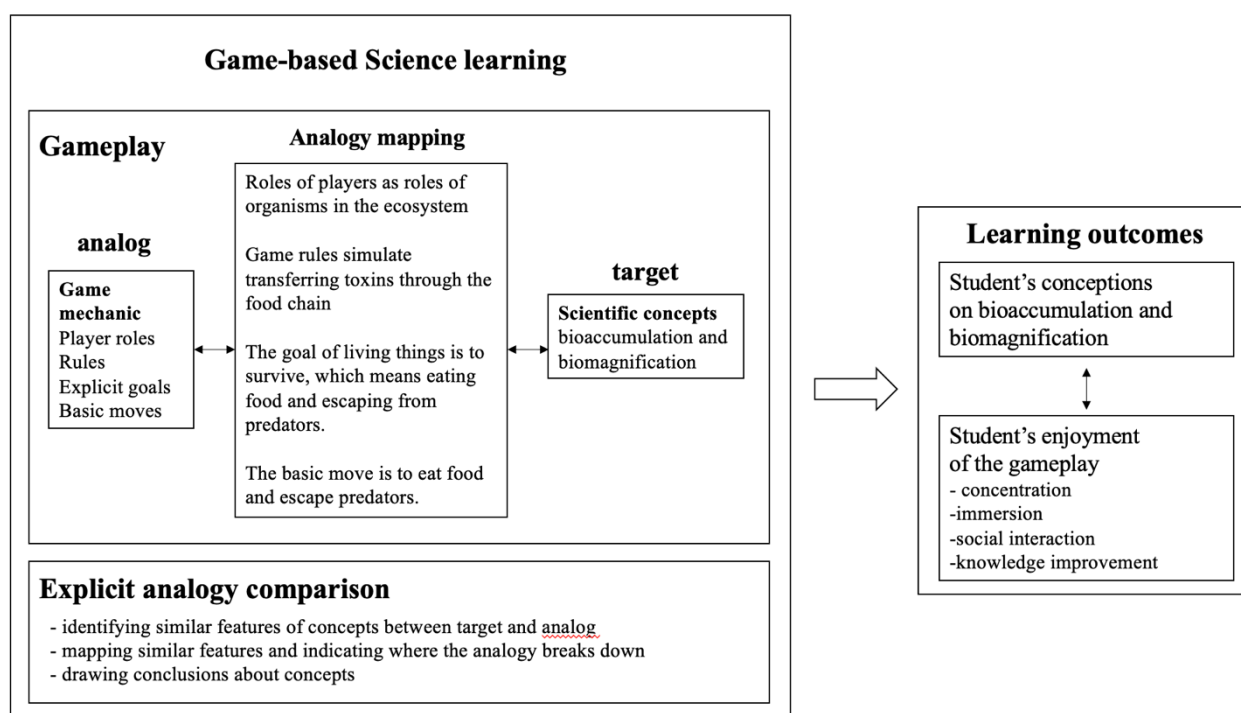 Game-based Science learning
Gameplay
Analogy mapping
analog
Game
mechanic
Player roles
Rules
Explicit goals
Basic moves
Roles of players as roles of
organisms in the ecosystem
Game rules simulate
transferring toxins through the
food chain
The goal of living things is to
survive, which means eating
food and escaping from
predators.
The basic move is to eat food
and escape predators.
target
Scientific concepts
bioaccumulation and
biomagnification
Explicit analogy comparison
- identifying similar features of concepts between target and analog
- mapping similar features and indicating where the analogy breaks down
- drawing conclusions about concepts
Learning outcomes
Student's conceptions
on bioaccumulation and
biomagnification
Student's enjoyment
of the gameplay
- concentration
-immersion
-social interaction
-knowledge improvement